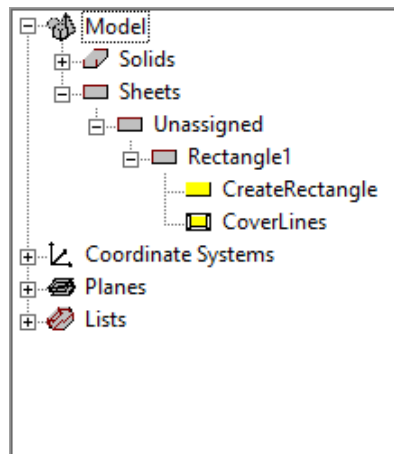 Model
Solids
Sheets
Unassigned
Rectangle1
CreateRectangle
CoverLines
Coordinate Systems
Planes
Lists